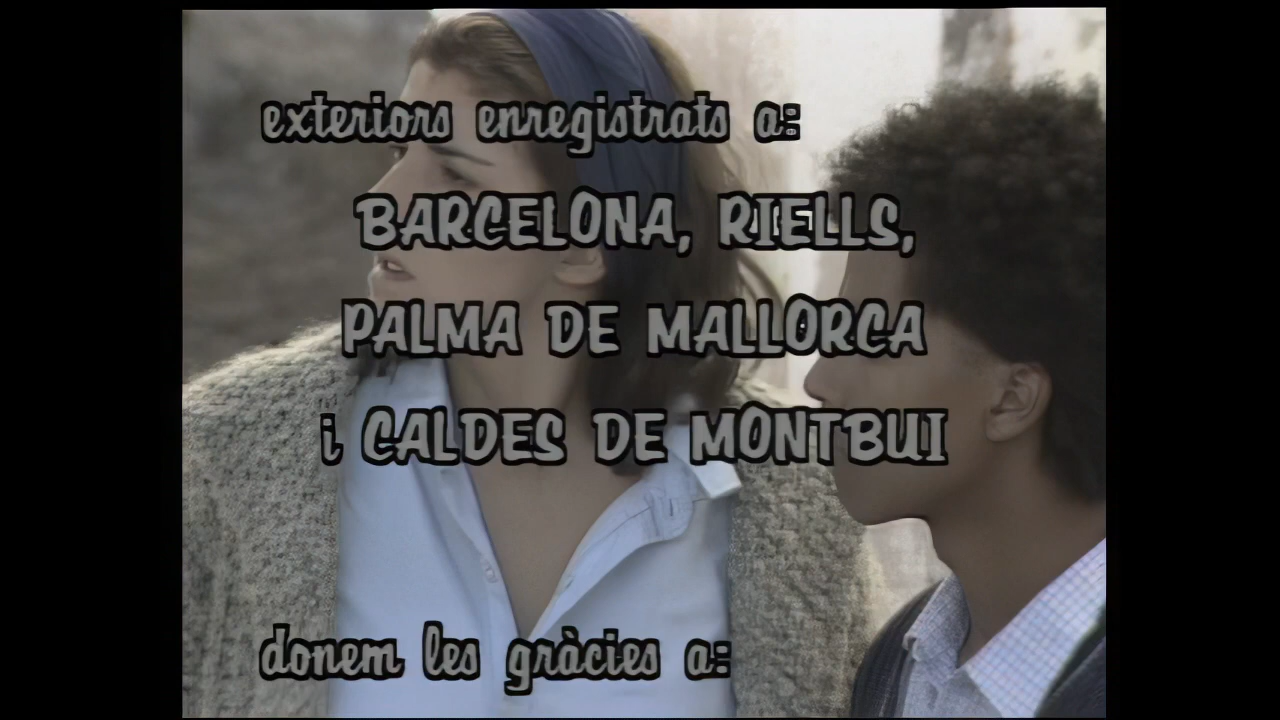 exteriors enregistrats a:
BARCELONA, RIELLS,
PALMA DE MALLORCA
i CALDES DE MONTBUI
donem les gràcies a: